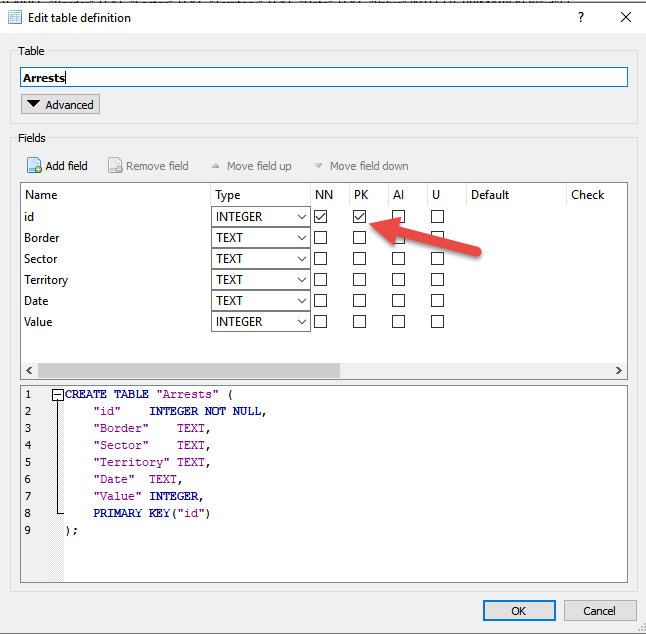 Edit table definition ? X
Table
Arrests
Advanced
Fields
Add field Remove field Move field up Move field down
Name Type NN PK AI U Default Check
id INTEGER
Border TEXT
Sector TEXT
Territory TEXT
Date TEXT
Value INTEGER
1 CREATE TABLE "Arrests" (
2 "id" INTEGER NOT NULL,
3 "Border" TEXT,
4 "Sector" TEXT,
5 "Territory" TEXT,
6 "Date" TEXT,
7 "Value" INTEGER,
8 PRIMARY KEY("id")
9 );
OK Cancel